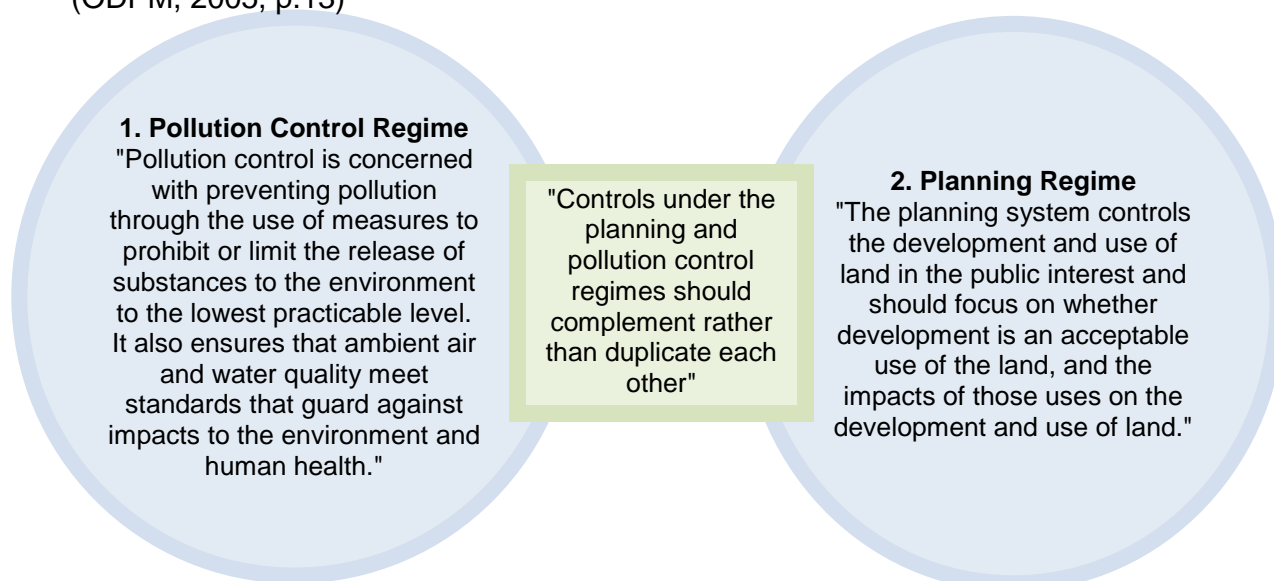 (ODPM, 2005, p.13)
1. Pollution Control Regime
"Pollution control is concerned
with preventing pollution
through the use of measures to
prohibit or limit the release of
substances to the environment
to the lowest practicable level.
It also ensures that ambient air
and water quality meet
standards that guard against
impacts to the environment and
human health."
"Controls under the
planning and
pollution control
regimes should
complement rather
than duplicate each
other"
2. Planning Regime
"The planning system controls
the development and use of
land in the public interest and
should focus on whether
development is an acceptable
use of the land, and the
impacts of those uses on the
development and use of land."